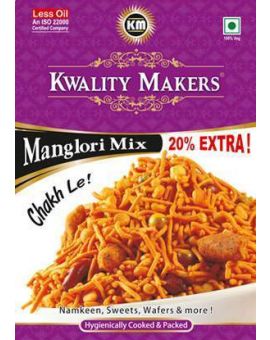 Less Oil
An ISO 22000
Certified Company
KM
100% Veg
KWALITY MAKERS®
Manglori Mix
20% EXTRA!
Chakh Le!
Namkeen, Sweets, Wafers & more !
Hygienically Cooked & Packed